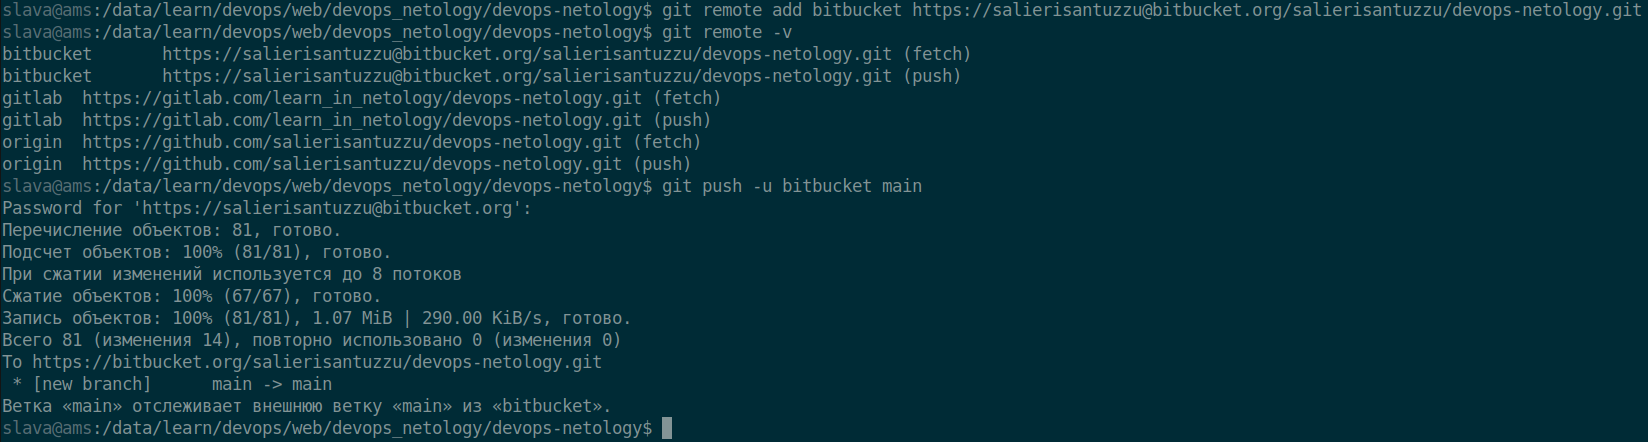 slava@ams:/data/learn/devops/web/devops_netology/devops-netology$ git remote add bitbucket https://salierisantuzzu@bitbucket.org/salierisantuzzu/devops-netology.git
slava@ams:/data/learn/devops/web/devops_netology/devops-netology$ git remote -v
bitbucket       https://salierisantuzzu@bitbucket.org/salierisantuzzu/devops-netology.git (fetch)
bitbucket       https://salierisantuzzu@bitbucket.org/salierisantuzzu/devops-netology.git (push)
gitlab  https://gitlab.com/learn_in_netology/devops-netology.git (fetch)
gitlab  https://gitlab.com/learn_in_netology/devops-netology.git (push)
origin  https://github.com/salierisantuzzu/devops-netology.git (fetch)
origin  https://github.com/salierisantuzzu/devops-netology.git (push)
slava@ams:/data/learn/devops/web/devops_netology/devops-netology$ git push -u bitbucket main
Password for 'https://salierisantuzzu@bitbucket.org':
Перечисление объектов: 81, готово.
Подсчет объектов: 100% (81/81), готово.
При сжатии изменений используется до 8 потоков
Сжатие объектов: 100% (67/67), готово.
Запись объектов: 100% (81/81), 1.07 MiB | 290.00 KiB/s, готово.
Всего 81 (изменения 14), повторно использовано 0 (изменения 0)
To https://bitbucket.org/salierisantuzzu/devops-netology.git
 * [new branch]      main -> main
Ветка «main» отслеживает внешнюю ветку «main» из «bitbucket».
slava@ams:/data/learn/devops/web/devops_netology/devops-netology$